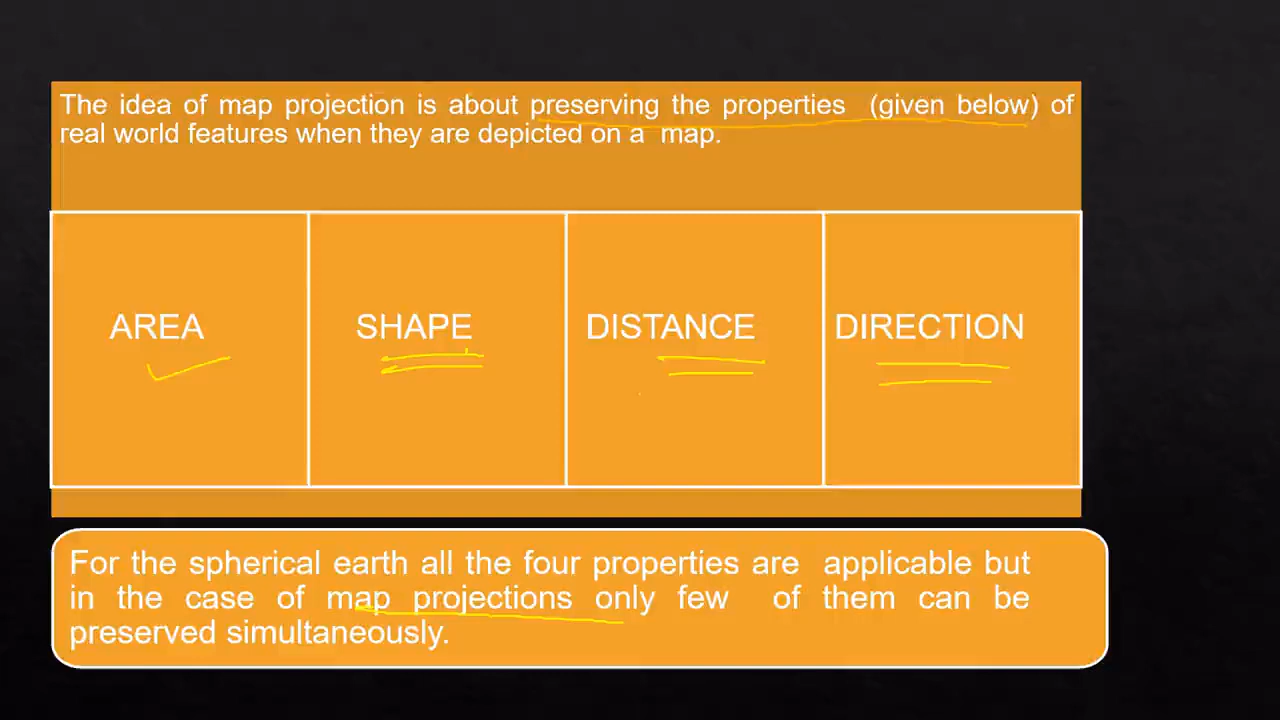 The idea of map projection is about preserving the properties (given below) of
real world features when they are depicted on a map.
AREA
SHAPE
DISTANCE
DIRECTION
For the spherical earth all the four properties are applicable but
in the case of map projections only few of them can be
preserved simultaneously.